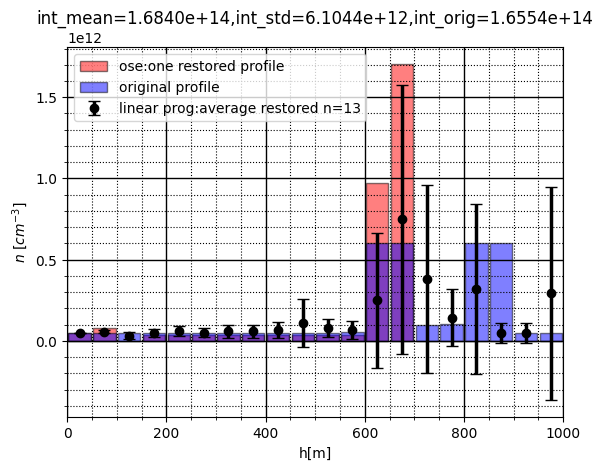 int_mean=1.6840e+14,int_std=6.1044e+12,int_orig=1.6554e+14
1e12
ose:one restored profile
original profile
linear prog:average restored n=13
1.5
1.0
0.5
0.0
n [cm⁻³]
0 200 400 600 800 1000
h[m]